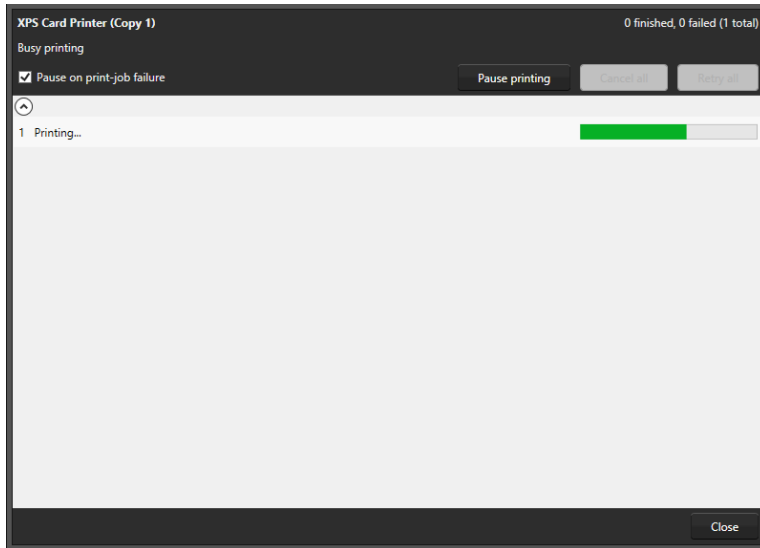 XPS Card Printer (Copy 1) 0 finished, 0 failed (1 total)
Busy printing
Pause on print-job failure Pause printing Cancel all Retry all
1 Printing...
Close